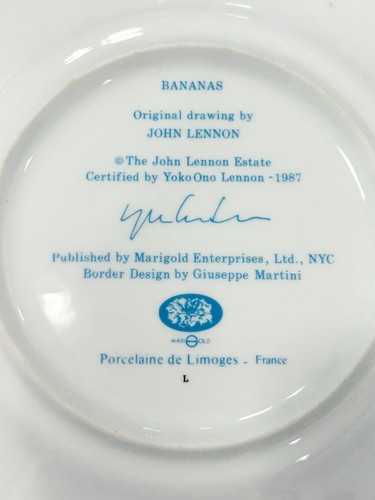 BANANAS
Original drawing by
JOHN LENNON
© The John Lennon Estate
Certified by Yoko Ono Lennon - 1987
Published by Marigold Enterprises, Ltd., NYC
Border Design by Giuseppe Martini
MARIGOLD
Porcelaine de Limoges - France
L